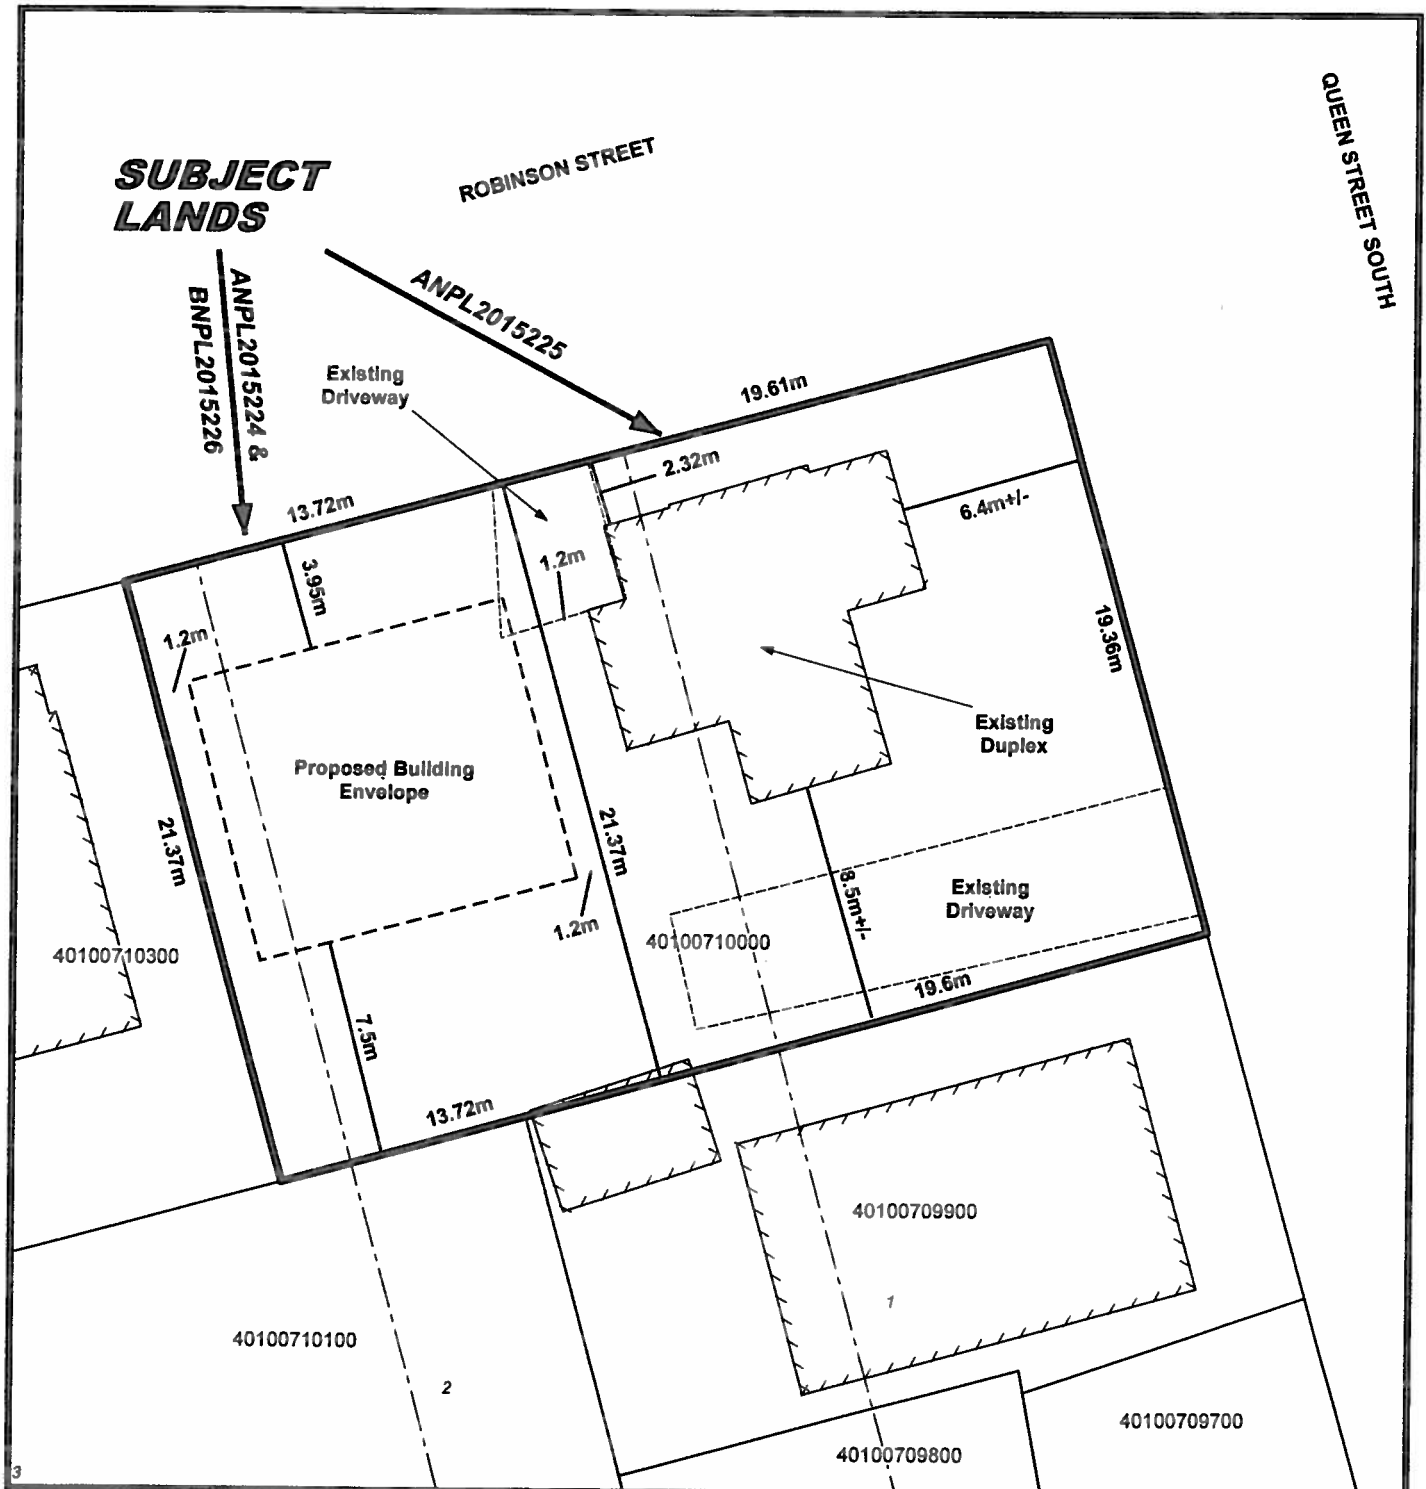 QUEEN STREET SOUTH
ROBINSON STREET
SUBJECT
LANDS
ANPL2015224 &
BNPL2015226
ANPL2015225
Existing
Driveway
19.61m
2.32m
13.72m
6.4m+/-
1.2m
3.95m
1.2m
19.36m
Existing
Duplex
Proposed Building
Envelope
21.37m
21.37m
8.5m+/-
Existing
Driveway
1.2m
40100710300
40100710000
19.6m
7.5m
13.72m
40100709900
1
40100710100
2
40100709700
40100709800
3